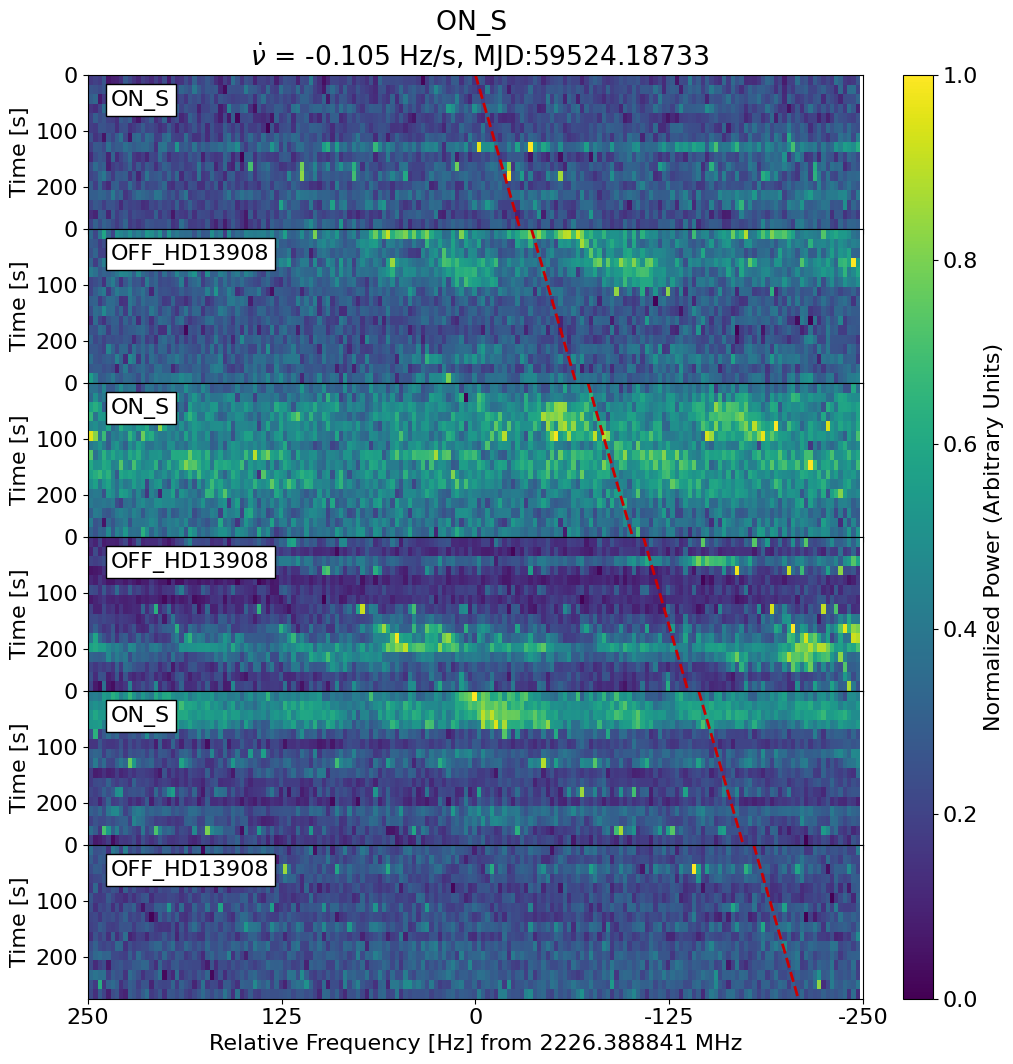 ON_S
ν̇ = -0.105 Hz/s, MJD:59524.18733
0
ON_S
100
Time [s]
200
0
OFF_HD13908
100
Time [s]
200
0
ON_S
100
Time [s]
200
0
OFF_HD13908
100
Time [s]
200
0
ON_S
100
Time [s]
200
0
OFF_HD13908
100
Time [s]
200
250 125 0 -125 -250
Relative Frequency [Hz] from 2226.388841 MHz
1.0
0.8
0.6
0.4
0.2
0.0
Normalized Power (Arbitrary Units)